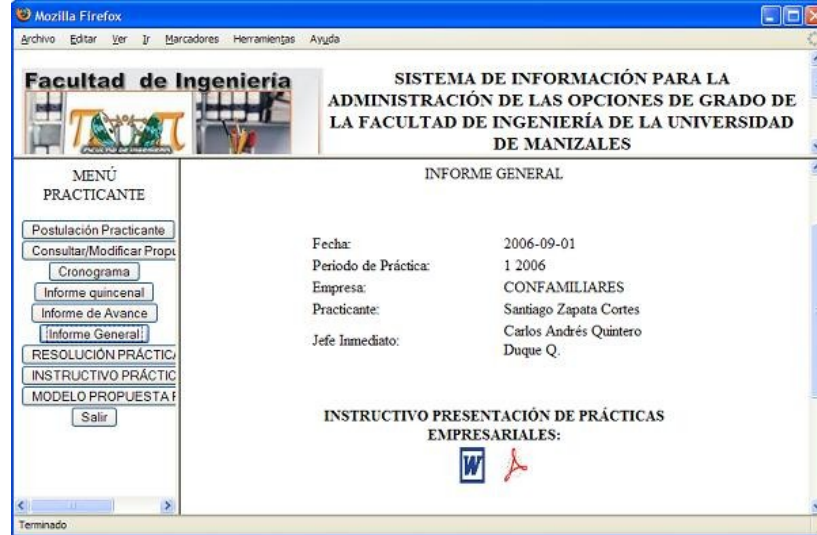 Mozilla Firefox
Archivo Editar Ver Ir Marcadores Herramientas Ayuda
Facultad de Ingeniería
SISTEMA DE INFORMACIÓN PARA LA
ADMINISTRACIÓN DE LAS OPCIONES DE GRADO DE
LA FACULTAD DE INGENIERÍA DE LA UNIVERSIDAD
DE MANIZALES
MENÚ
PRACTICANTE
Postulación Practicante
Consultar/Modificar Propu
Cronograma
Informe quincenal
Informe de Avance
Informe General
RESOLUCIÓN PRÁCTICA
INSTRUCTIVO PRÁCTIC
MODELO PROPUESTA
Salir
INFORME GENERAL
Fecha: 2006-09-01
Periodo de Práctica: 1 2006
Empresa: CONFAMILIARES
Practicante: Santiago Zapata Cortes
Jefe Inmediato: Carlos Andrés Quintero
Duque Q.
INSTRUCTIVO PRESENTACIÓN DE PRÁCTICAS
EMPRESARIALES:
W
Terminado